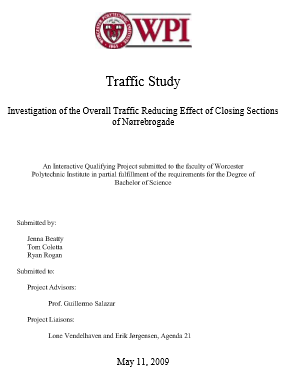 WPI
Traffic Study
Investigation of the Overall Traffic Reducing Effect of Closing Sections
of Nørrebrogade
An Interactive Qualifying Project submitted to the faculty of Worcester
Polytechnic Institute in partial fulfillment of the requirements for the Degree of
Bachelor of Science
Submitted by:
Jenna Beatty
Tom Coletta
Ryan Rogan
Submitted to:
Project Advisors:
Prof. Guillermo Salazar
Project Liaisons:
Lone Vendelhaven and Erik Jørgensen, Agenda 21
May 11, 2009